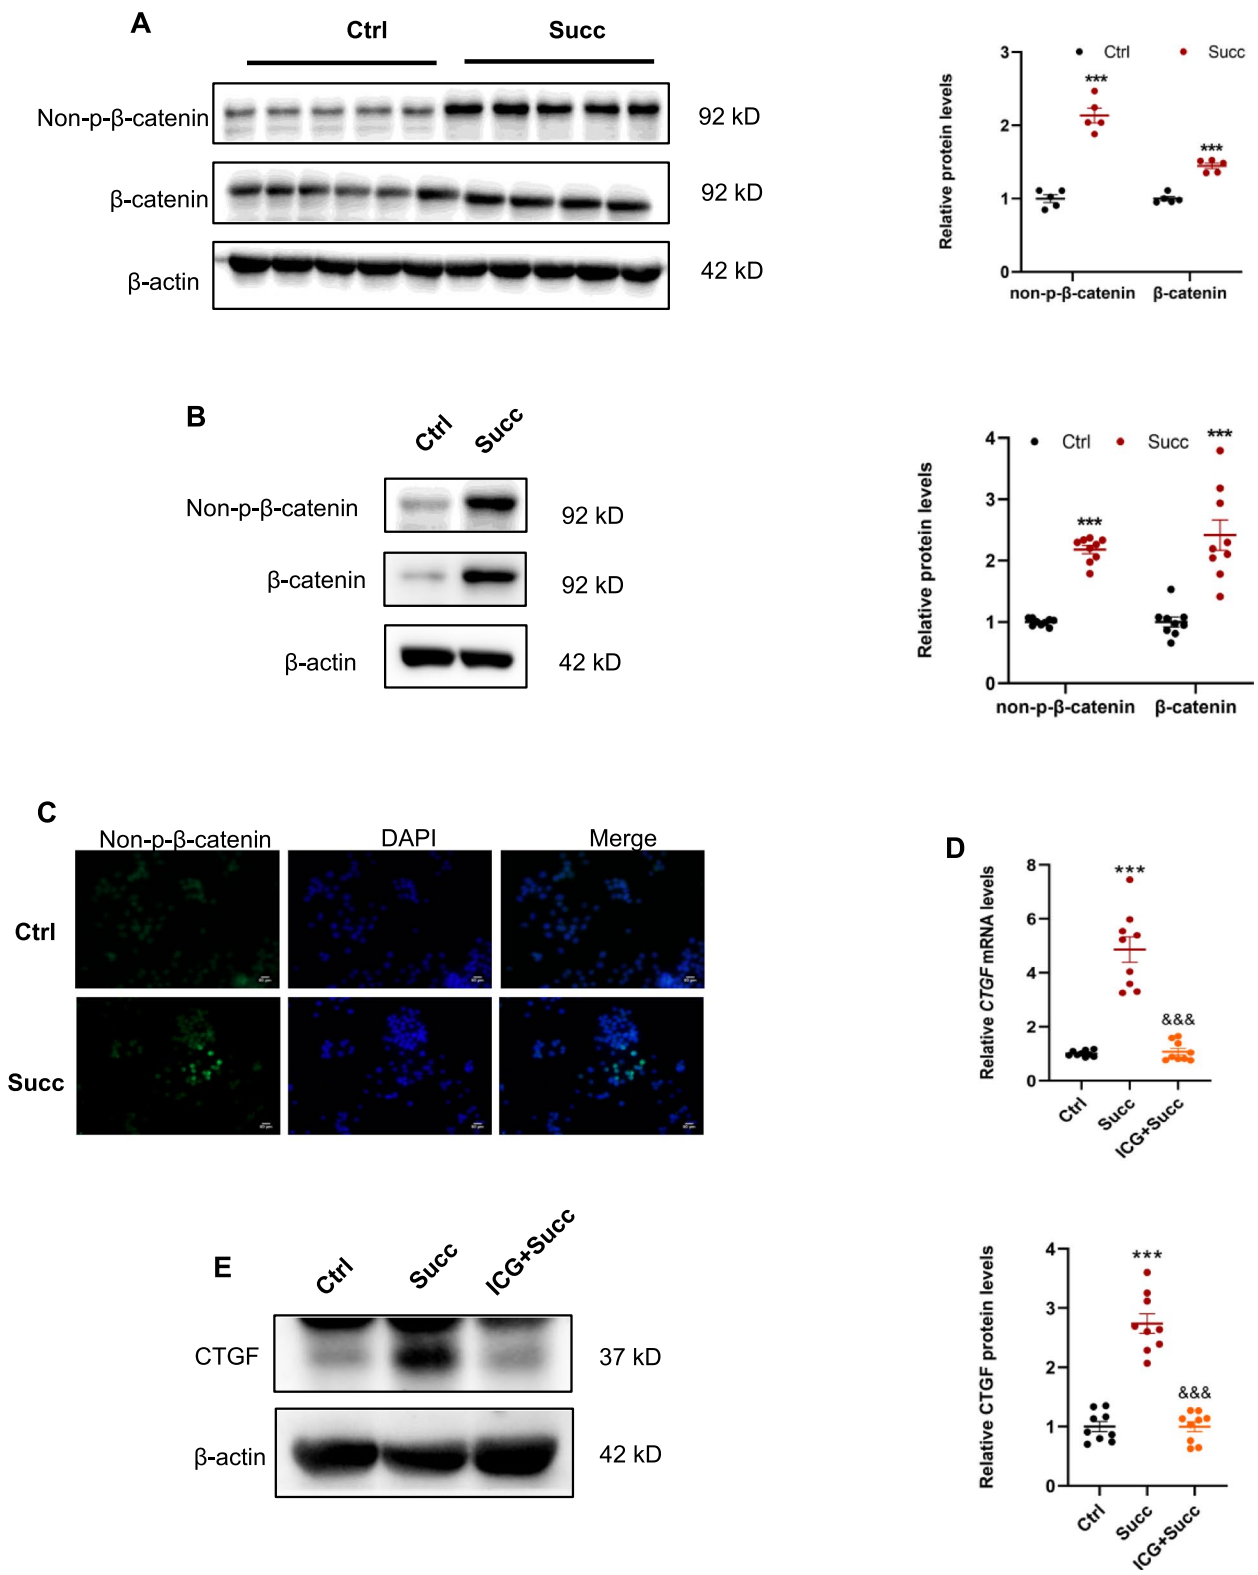 A
Ctrl Succ
Non-p-β-catenin 92 kD
β-catenin 92 kD
β-actin 42 kD
Relative protein levels
Ctrl Succ
3
2
1
0
***
***
non-p-β-catenin β-catenin
B
Ctrl Succ
Non-p-β-catenin 92 kD
β-catenin 92 kD
β-actin 42 kD
Relative protein levels
Ctrl Succ
4
3
2
1
0
***
***
non-p-β-catenin β-catenin
C
Non-p-β-catenin DAPI Merge
Ctrl
Succ
D
Relative CTGF mRNA levels
8
6
4
2
0
***
&&&
Ctrl Succ ICG+Succ
E
Ctrl Succ ICG+Succ
CTGF 37 kD
β-actin 42 kD
Relative CTGF protein levels
4
3
2
1
0
***
&&&
Ctrl Succ ICG+Succ